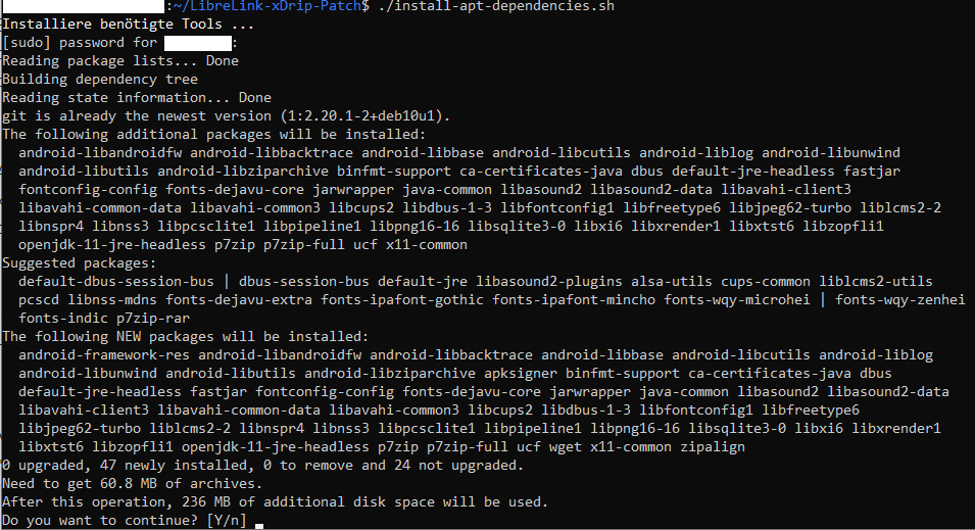 :~/LibreLink-xDrip-Patch$ ./install-apt-dependencies.sh
Installiere benötigte Tools ...
[sudo] password for :
Reading package lists... Done
Building dependency tree
Reading state information... Done
git is already the newest version (1:2.20.1-2+deb10u1).
The following additional packages will be installed:
  android-libandroidfw android-libbacktrace android-libbase android-libcutils android-liblog android-libunwind
  android-libutils android-libziparchive binfmt-support ca-certificates-java dbus default-jre-headless fastjar
  fontconfig-config fonts-dejavu-core jarwrapper java-common libasound2 libasound2-data libavahi-client3
  libavahi-common-data libavahi-common3 libcups2 libdbus-1-3 libfontconfig1 libfreetype6 libjpeg62-turbo liblcms2-2
  libnspr4 libnss3 libpcsclite1 libpipeline1 libpng16-16 libsqlite3-0 libxi6 libxrender1 libxtst6 libzopfli1
  openjdk-11-jre-headless p7zip p7zip-full ucf x11-common
Suggested packages:
  default-dbus-session-bus | dbus-session-bus default-jre libasound2-plugins alsa-utils cups-common liblcms2-utils
  pcscd libnss-mdns fonts-dejavu-extra fonts-ipafont-gothic fonts-ipafont-mincho fonts-wqy-microhei | fonts-wqy-zenhei
  fonts-indic p7zip-rar
The following NEW packages will be installed:
  android-framework-res android-libandroidfw android-libbacktrace android-libbase android-libcutils android-liblog
  android-libunwind android-libutils android-libziparchive apksigner binfmt-support ca-certificates-java dbus
  default-jre-headless fastjar fontconfig-config fonts-dejavu-core jarwrapper java-common libasound2 libasound2-data
  libavahi-client3 libavahi-common-data libavahi-common3 libcups2 libdbus-1-3 libfontconfig1 libfreetype6
  libjpeg62-turbo liblcms2-2 libnspr4 libnss3 libpcsclite1 libpipeline1 libpng16-16 libsqlite3-0 libxi6 libxrender1
  libxtst6 libzopfli1 openjdk-11-jre-headless p7zip p7zip-full ucf wget x11-common zipalign
0 upgraded, 47 newly installed, 0 to remove and 24 not upgraded.
Need to get 60.8 MB of archives.
After this operation, 236 MB of additional disk space will be used.
Do you want to continue? [Y/n]